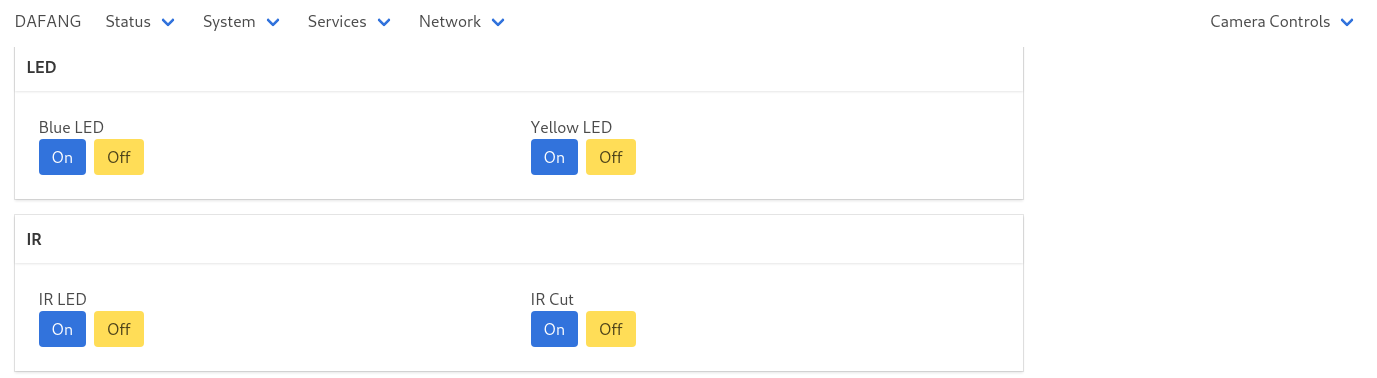 DAFANG Status System Services Network Camera Controls
LED
Blue LED Yellow LED
On Off On Off
IR
IR LED IR Cut
On Off On Off